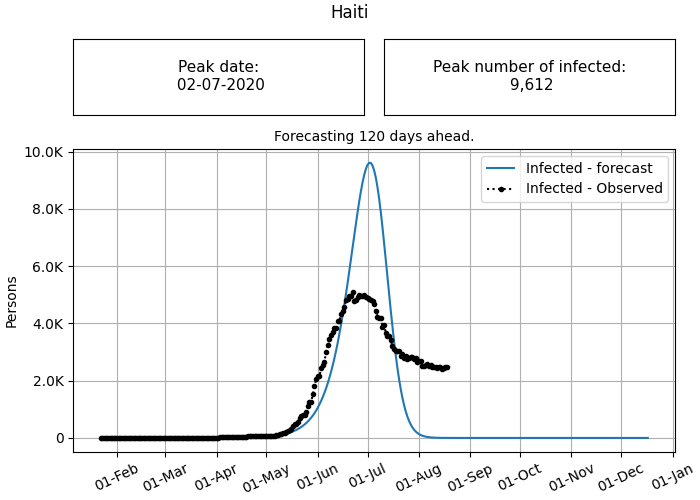 Haiti
Peak date:
02-07-2020
Peak number of infected:
9,612
Forecasting 120 days ahead.
10.0K
8.0K
6.0K
4.0K
2.0K
0
Persons
Infected - forecast
Infected - Observed
01-Feb
01-Mar
01-Apr
01-May
01-Jun
01-Jul
01-Aug
01-Sep
01-Oct
01-Nov
01-Dec
01-Jan